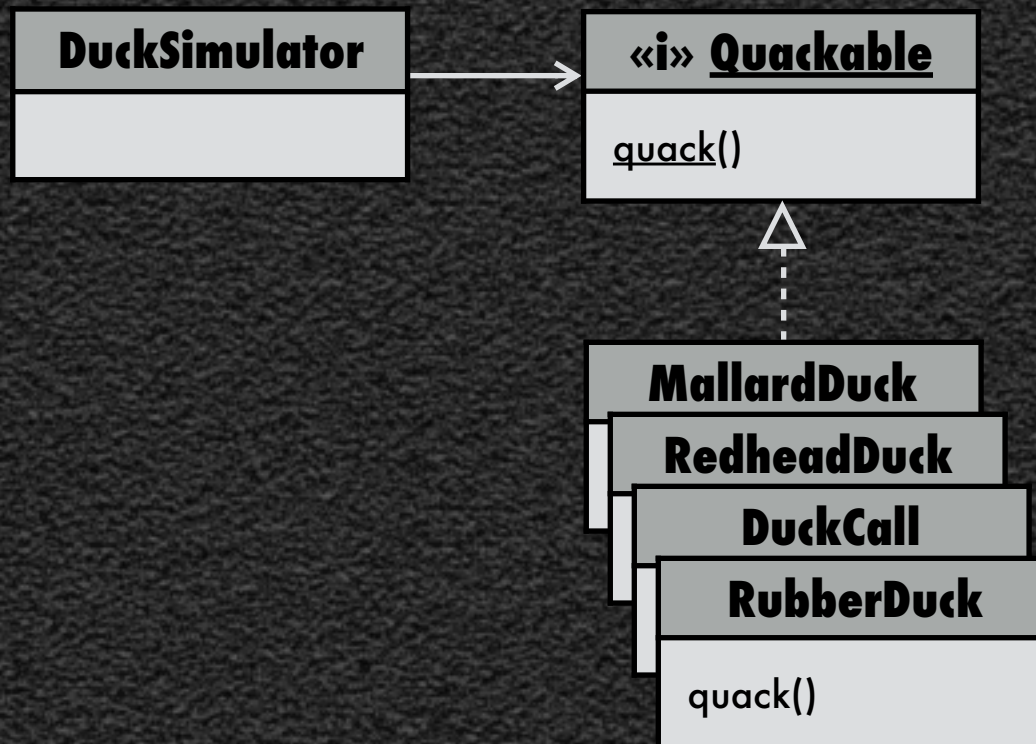 DuckSimulator
«i» Quackable
quack()
MallardDuck
RedheadDuck
DuckCall
RubberDuck
quack()